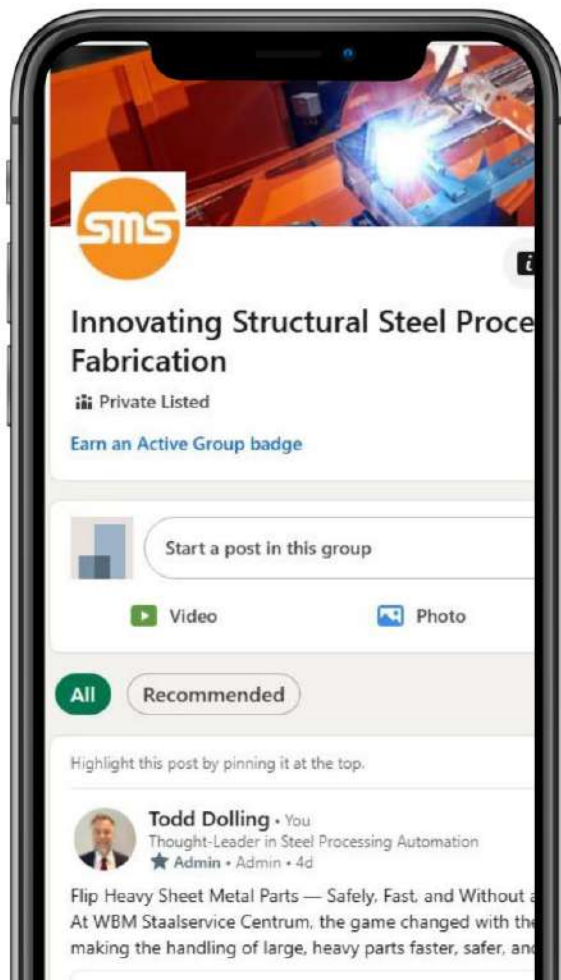 sms
i
Innovating Structural Steel Proce
Fabrication
Private Listed
Earn an Active Group badge
Start a post in this group
Video
Photo
All
Recommended
Highlight this post by pinning it at the top.
Todd Dolling • You
Thought-Leader in Steel Processing Automation
Admin • Admin • 4d
Flip Heavy Sheet Metal Parts — Safely, Fast, and Without a
At WBM Staalservice Centrum, the game changed with the
making the handling of large, heavy parts faster, safer, and